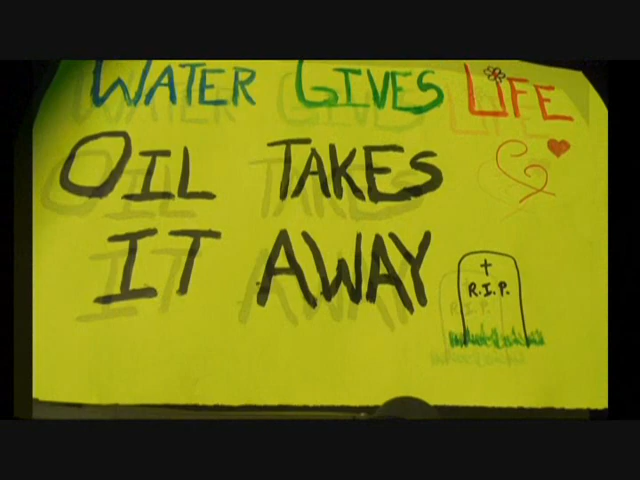 WATER GIVES LIFE
OIL TAKES
IT AWAY
R.I.P.